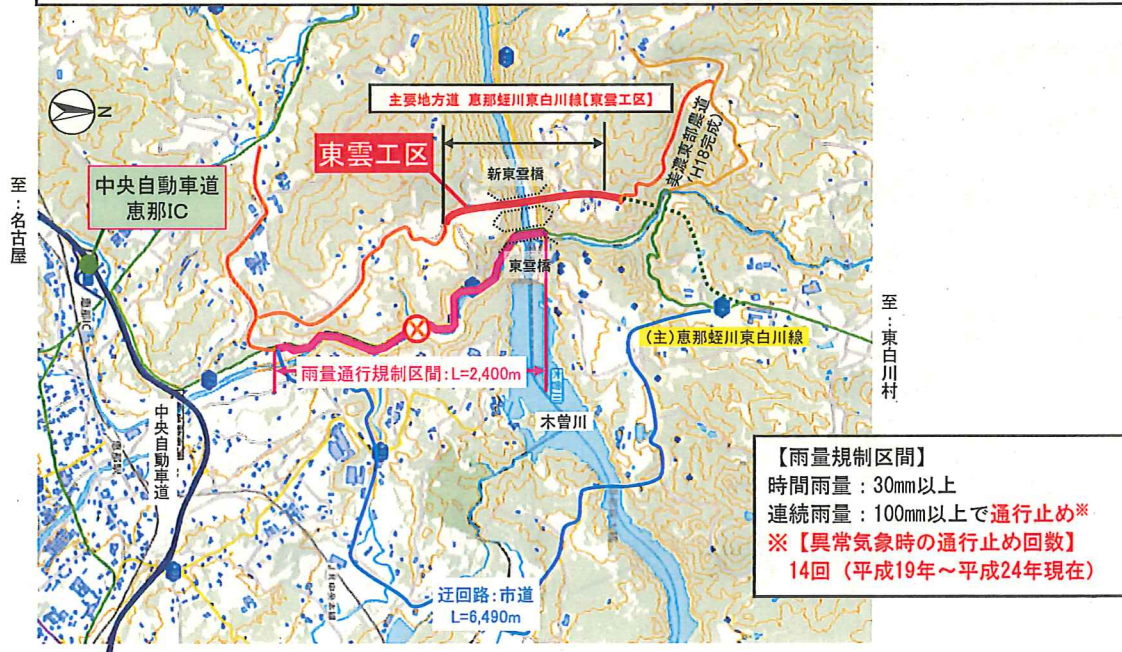 主要地方道 恵那蛭川東白川線【東雲工区】
N
東雲工区
美濃東部農道
(H18完成)
新東雲橋
中央自動車道
恵那IC
至:名古屋
東雲橋
恵那IC
(主)恵那蛭川東白川線
至:東白川村
雨量通行規制区間:L=2,400m
木曽川
中央自動車道
【雨量規制区間】
時間雨量:30mm以上
連続雨量:100mm以上で通行止め※
※【異常気象時の通行止め回数】
14回(平成19年～平成24年現在)
迂回路:市道
L=6,490m